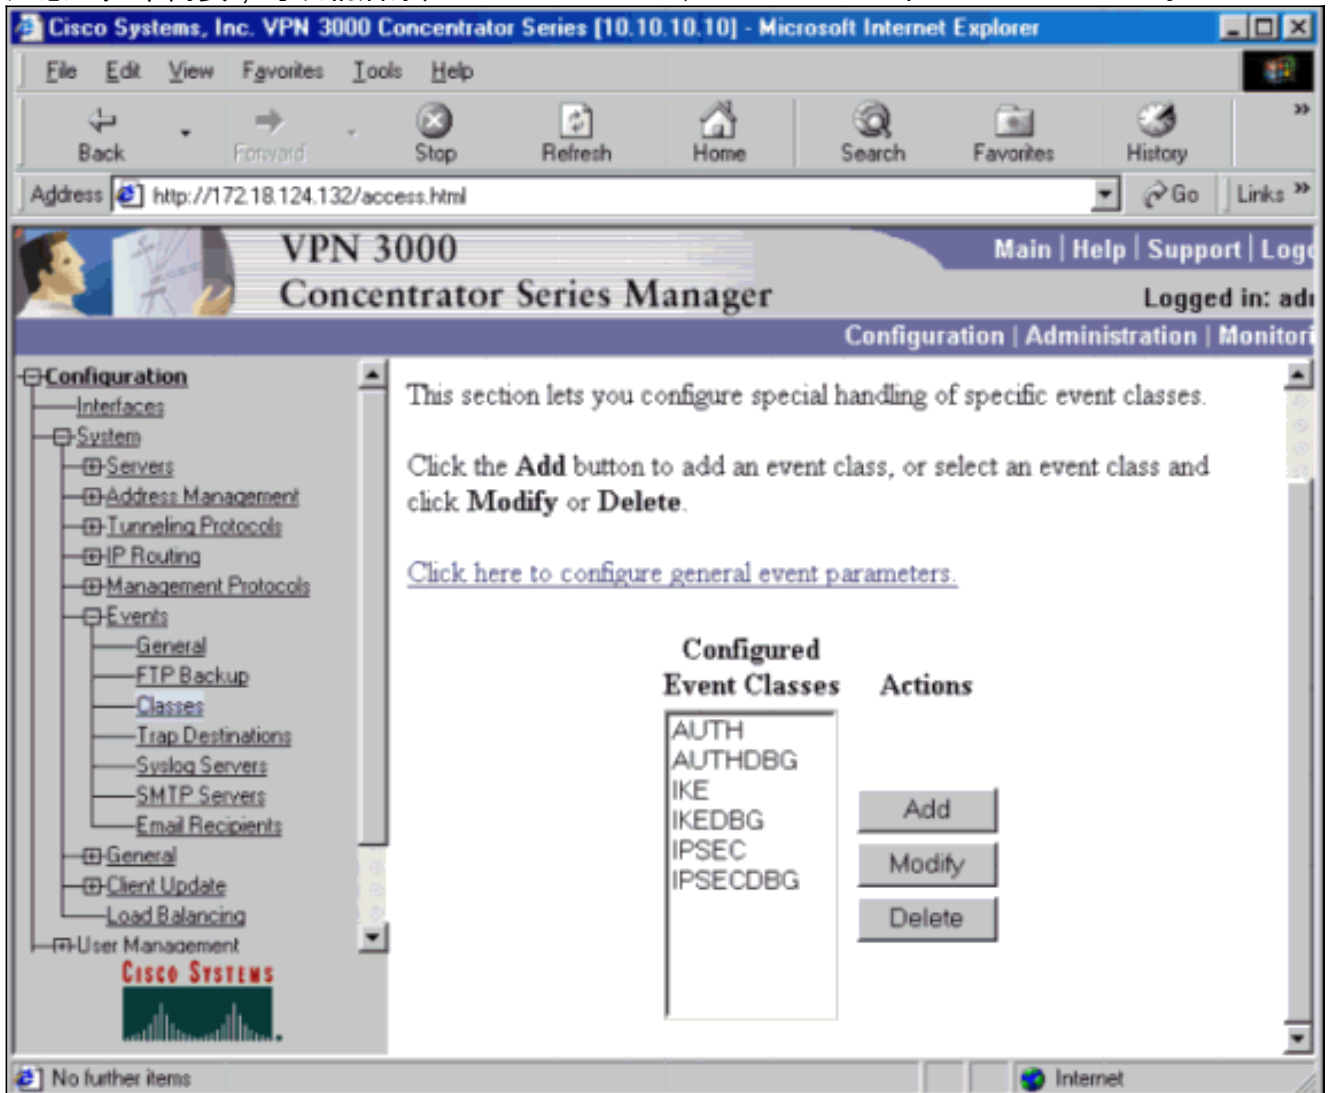 Cisco Systems, Inc. VPN 3000 Concentrator Series [10.10.10.10] - Microsoft Internet Explorer
File Edit View Favorites Tools Help
Back Forward Stop Refresh Home Search Favorites History »
Address http://172.18.124.132/access.html Go Links »
VPN 3000
Concentrator Series Manager
Main | Help | Support | Logo
Logged in: adi
Configuration | Administration | Monitori
Configuration
Interfaces
System
Servers
Address Management
Tunneling Protocols
IP Routing
Management Protocols
Events
General
FTP Backup
Classes
Trap Destinations
Syslog Servers
SMTP Servers
Email Recipients
General
Client Update
Load Balancing
User Management
CISCO SYSTEMS
This section lets you configure special handling of specific event classes.
Click the Add button to add an event class, or select an event class and
click Modify or Delete.
Click here to configure general event parameters.
Configured
Event Classes Actions
AUTH
AUTHDBG
IKE
IKEDBG
IPSEC
IPSECDBG
Add
Modify
Delete
No further items
Internet